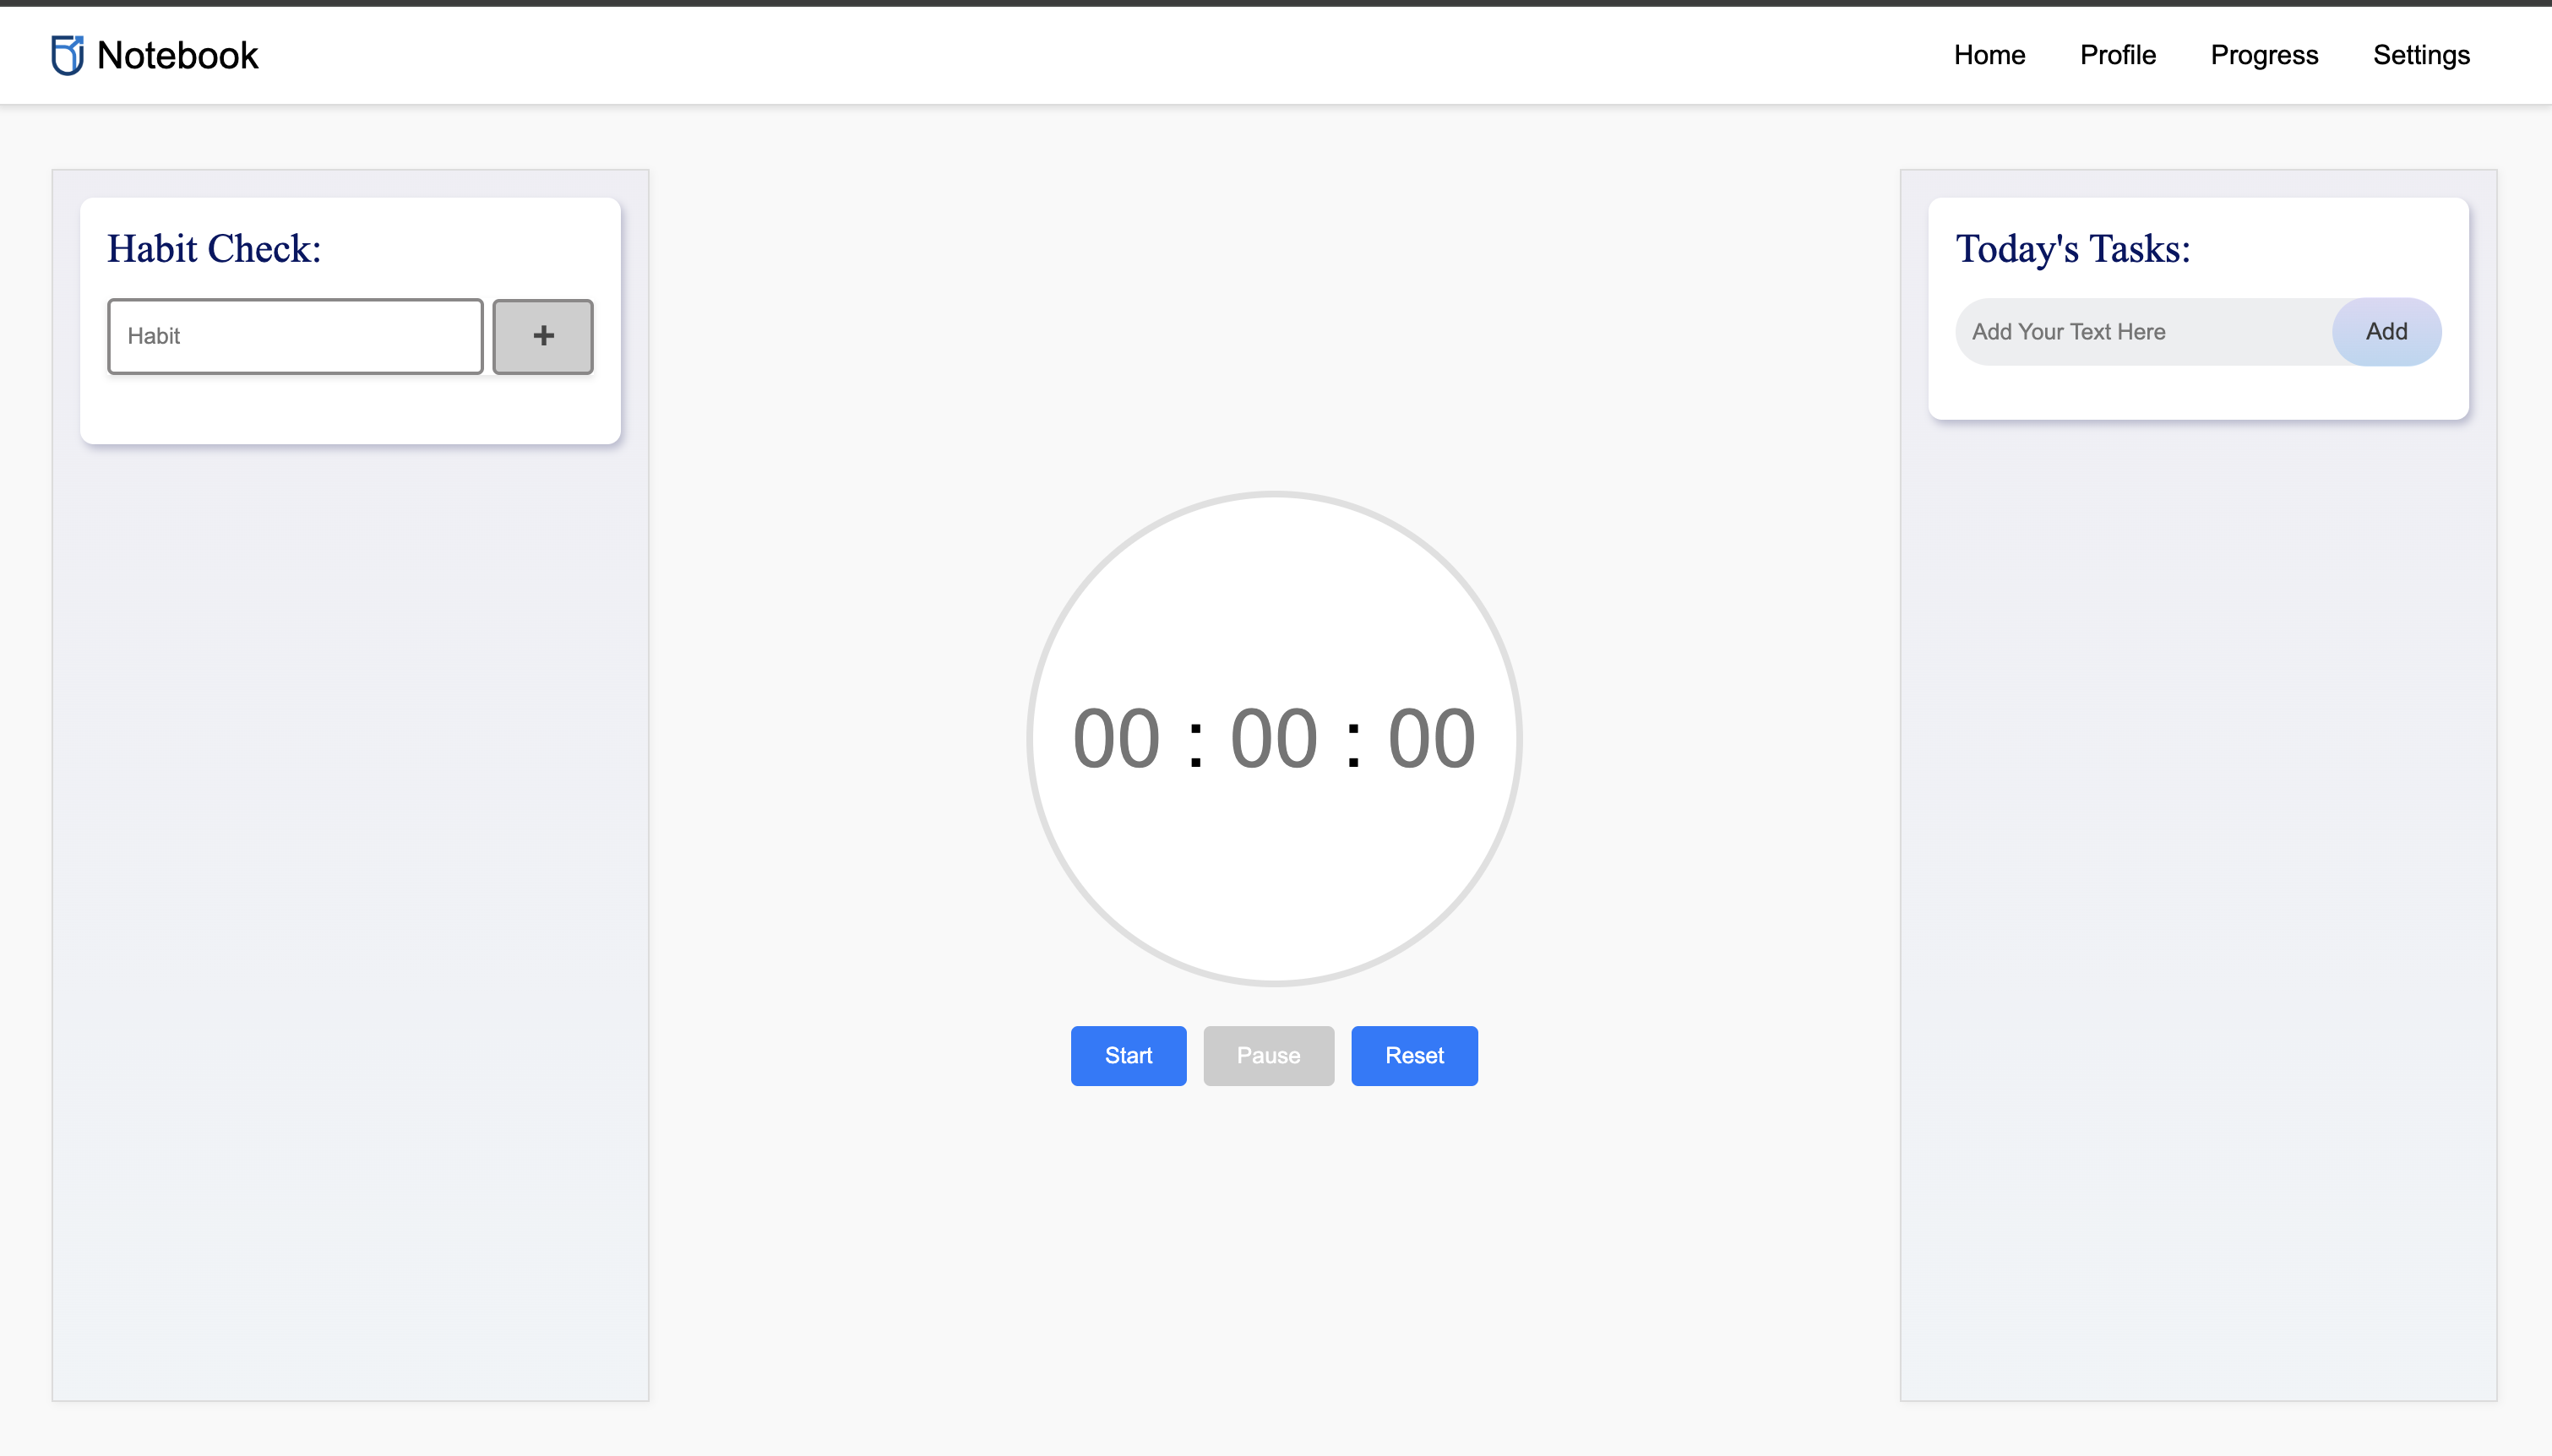 Notebook
Home Profile Progress Settings
Habit Check:
Habit
+
Today's Tasks:
Add Your Text Here
Add
00 : 00 : 00
Start Pause Reset